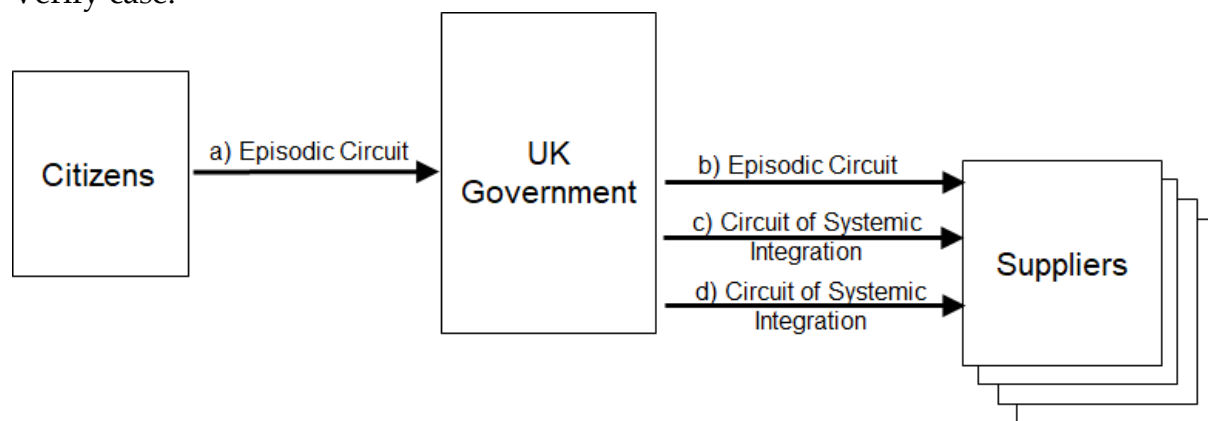 Verify case.
Citizens
a) Episodic Circuit
UK
Government
b) Episodic Circuit
c) Circuit of Systemic
Integration
d) Circuit of Systemic
Integration
Suppliers